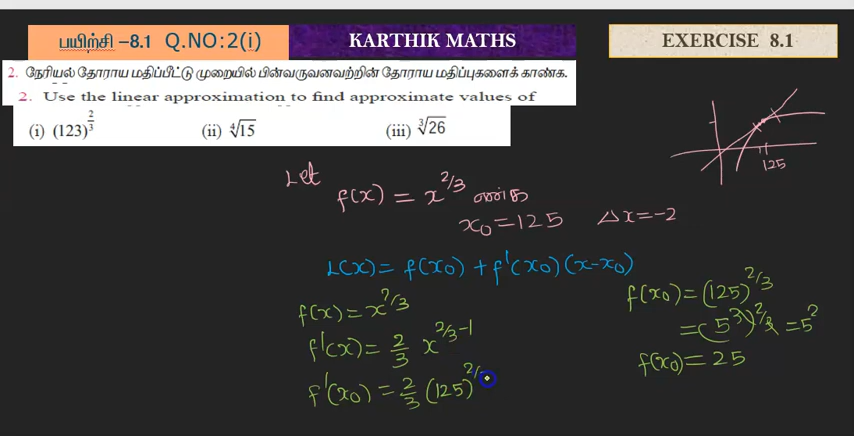 பயிற்சி –8.1 Q.NO:2(i)
KARTHIK MATHS
EXERCISE 8.1
2. நேரியல் தோராய மதிப்பீட்டு முறையில் பின்வருவனவற்றின் தோராய மதிப்புகளைக் காண்க.
2. Use the linear approximation to find approximate values of
(i) (123)^{2/3} (ii) ∜15 (iii) ∛26
125
Let
f(x) = x^{2/3} என்க
x₀ = 125 Δx = −2
L(x) = f(x₀) + f'(x₀)(x−x₀)
f(x) = x^{2/3}
f'(x) = 2/3 x^{2/3−1}
f'(x₀) = 2/3 (125)^{2/
f(x₀) = (125)^{2/3}
= (5³)^{2/3} = 5²
f(x₀) = 25